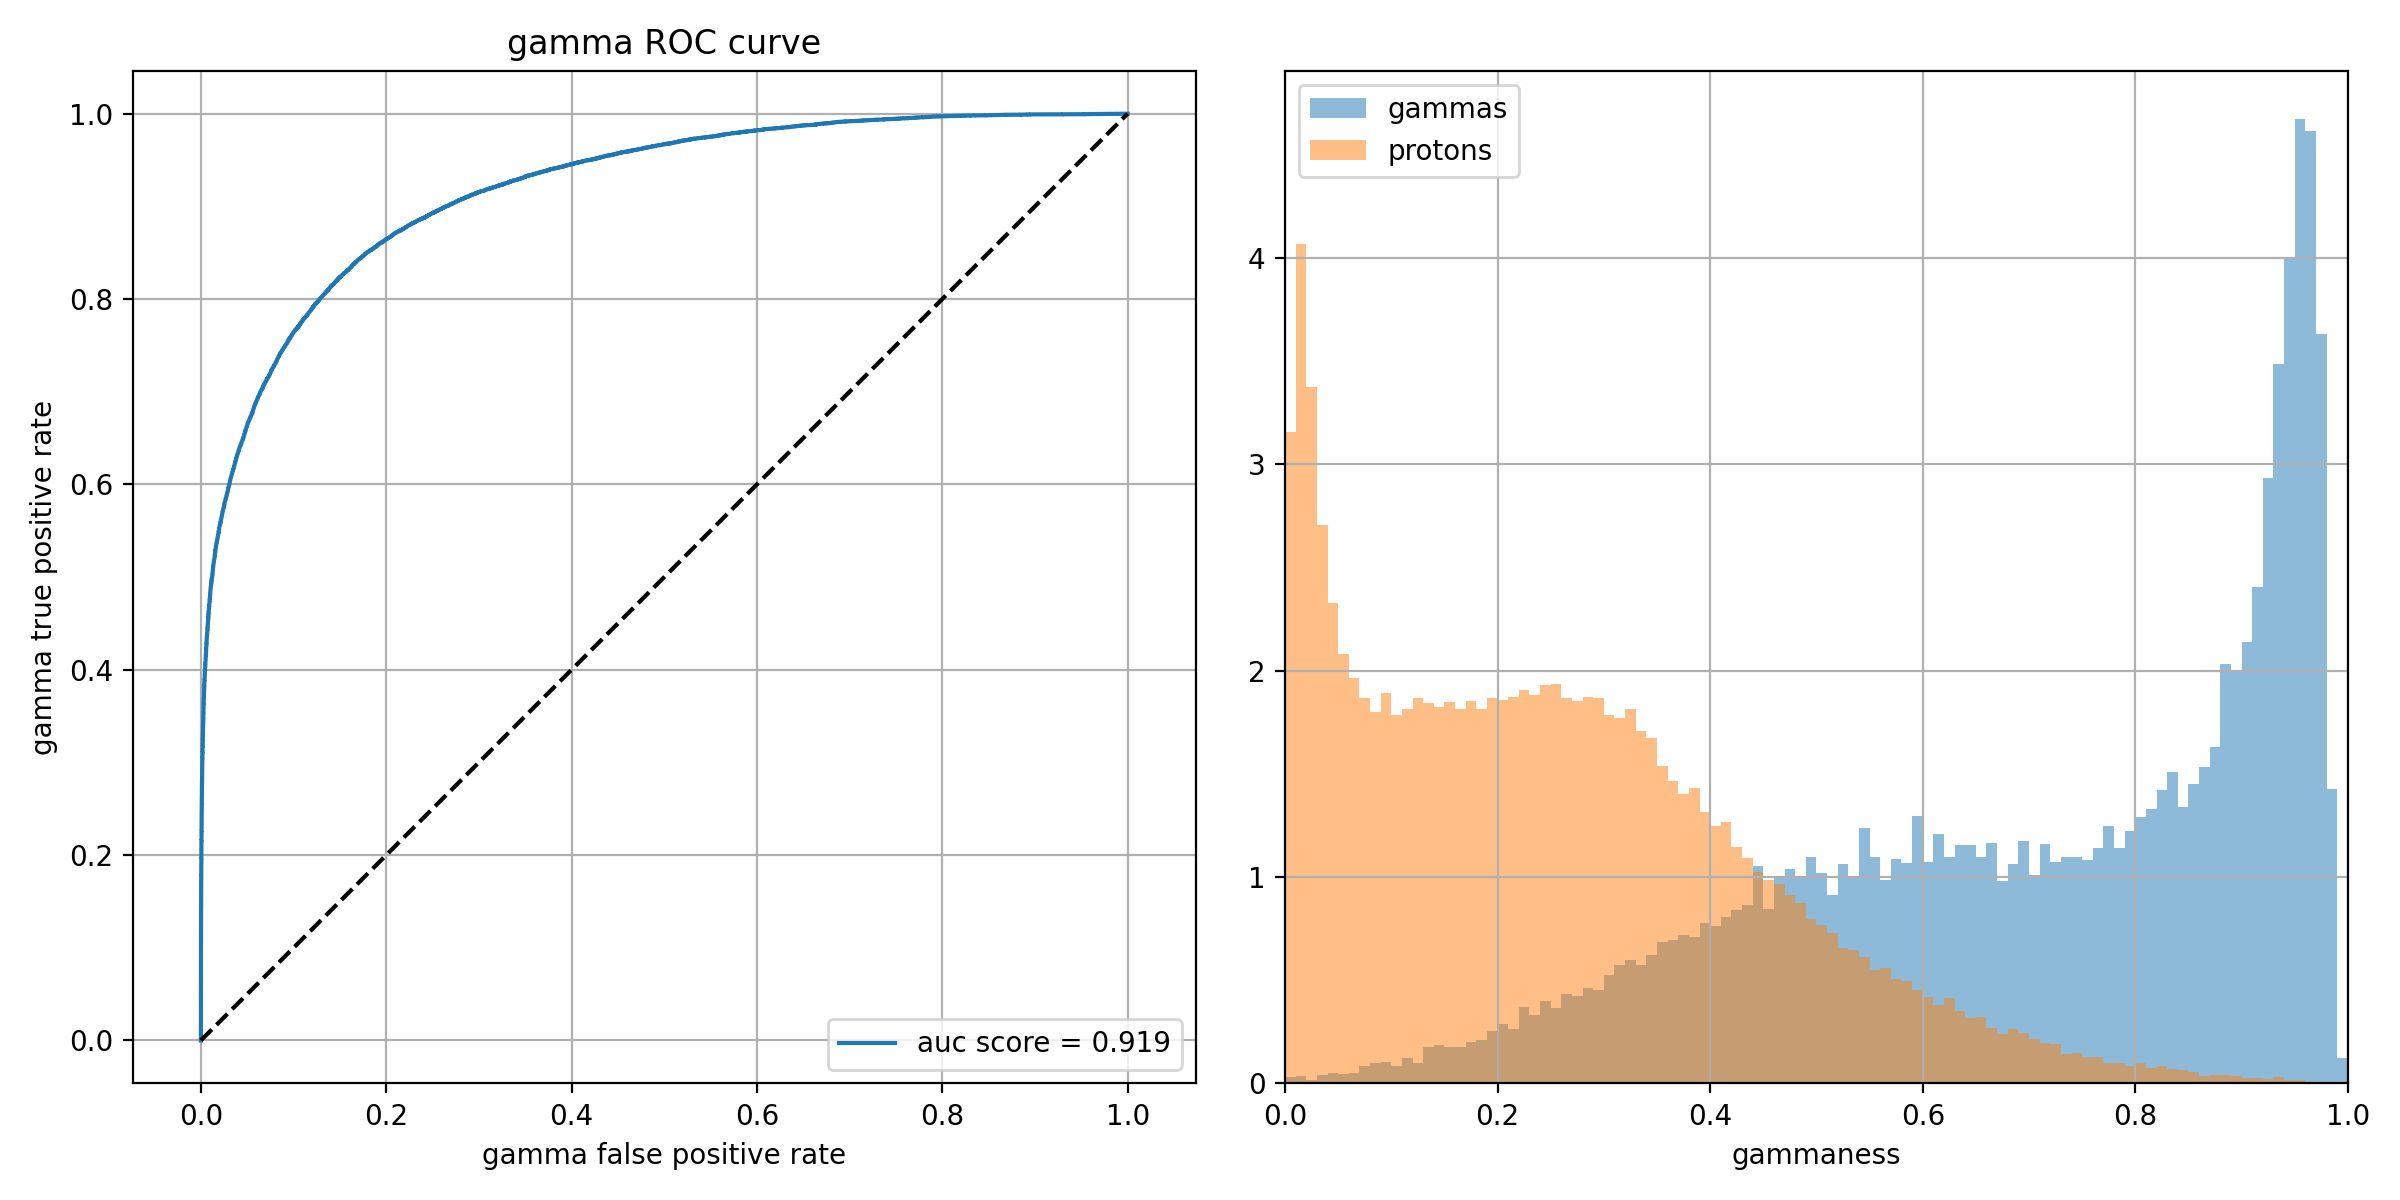 gamma ROC curve
1.0
0.8
0.6
0.4
0.2
0.0
gamma true positive rate
auc score = 0.919
0.0 0.2 0.4 0.6 0.8 1.0
gamma false positive rate
gammas
protons
4
3
2
1
0
0.0 0.2 0.4 0.6 0.8 1.0
gammaness